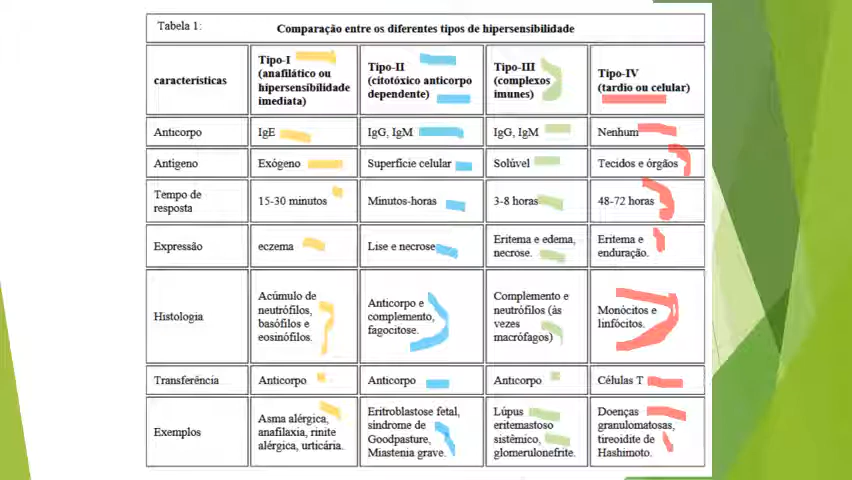 Tabela 1:
Comparação entre os diferentes tipos de hipersensibilidade
características
Tipo-I
(anafilático ou
hipersensibilidade
imediata)
Tipo-II
(citotóxico anticorpo
dependente)
Tipo-III
(complexos
imunes)
Tipo-IV
(tardio ou celular)
Anticorpo
IgE
IgG, IgM
IgG, IgM
Nenhum
Antígeno
Exógeno
Superfície celular
Solúvel
Tecidos e órgãos
Tempo de
resposta
15-30 minutos
Minutos-horas
3-8 horas
48-72 horas
Expressão
eczema
Lise e necrose
Eritema e edema,
necrose.
Eritema e
enduração.
Histologia
Acúmulo de
neutrófilos,
basófilos e
eosinófilos.
Anticorpo e
complemento,
fagocitose.
Complemento e
neutrófilos (às
vezes
macrófagos)
Monócitos e
linfócitos.
Transferência
Anticorpo
Anticorpo
Anticorpo
Células T
Exemplos
Asma alérgica,
anafilaxia, rinite
alérgica, urticária.
Eritroblastose fetal,
síndrome de
Goodpasture,
Miastenia grave.
Lúpus
eritemastoso
sistêmico,
glomerulonefrite.
Doenças
granulomatosas,
tireoidite de
Hashimoto.